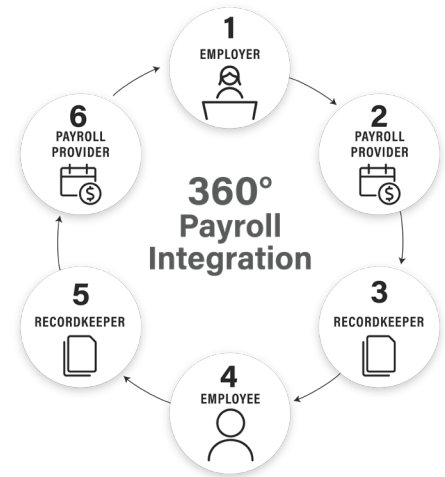 1
EMPLOYER
2
PAYROLL
PROVIDER
$
3
RECORDKEEPER
4
EMPLOYEE
5
RECORDKEEPER
6
PAYROLL
PROVIDER
$
360°
Payroll
Integration